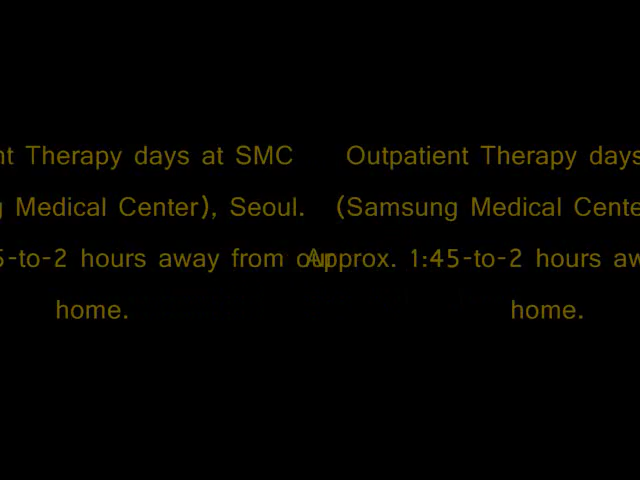 nt Therapy days at SMC Outpatient Therapy days
g Medical Center), Seoul. (Samsung Medical Cente
5-to-2 hours away from our Approx. 1:45-to-2 hours aw
home. home.